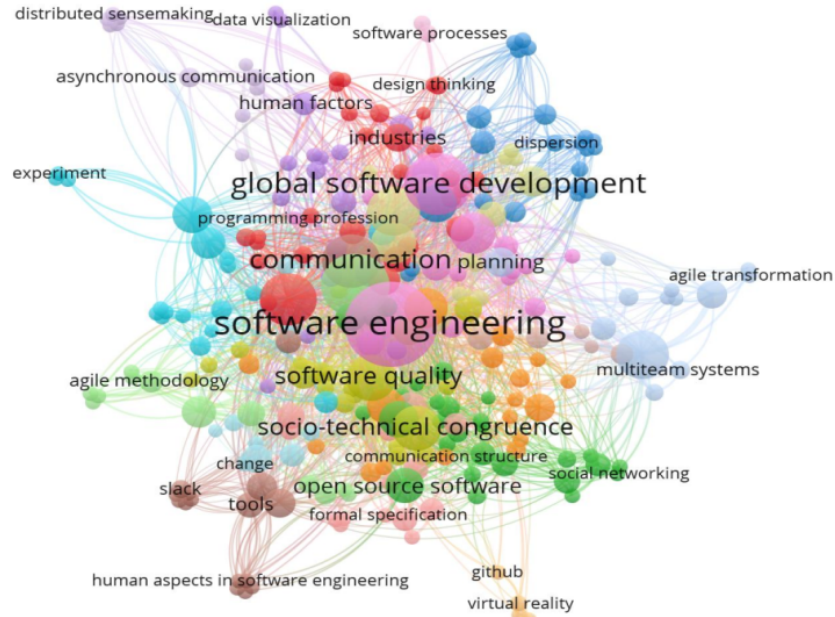 distributed sensemaking
data visualization
software processes
asynchronous communication
design thinking
human factors
industries
dispersion
experiment
global software development
programming profession
communication
planning
agile transformation
software engineering
multiteam systems
software quality
agile methodology
socio-technical congruence
communication structure
change
social networking
slack
open source software
tools
formal specification
github
human aspects in software engineering
virtual reality